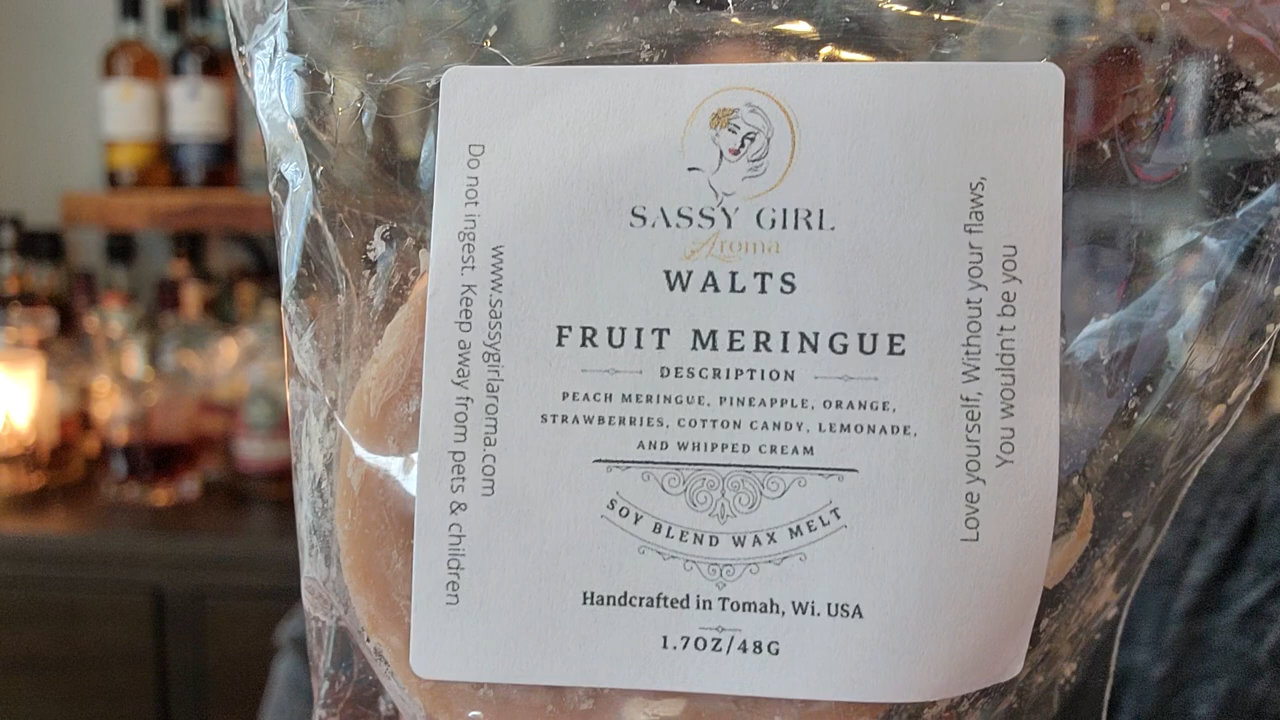 SASSY GIRL
Aroma
WALTS
FRUIT MERINGUE
DESCRIPTION
PEACH MERINGUE, PINEAPPLE, ORANGE,
STRAWBERRIES, COTTON CANDY, LEMONADE,
AND WHIPPED CREAM
SOY BLEND WAX MELT
Handcrafted in Tomah, Wi. USA
1.7OZ/48G
www.sassygirlaroma.com
Do not ingest. Keep away from pets & children
Love yourself, Without your flaws,
You wouldn't be you